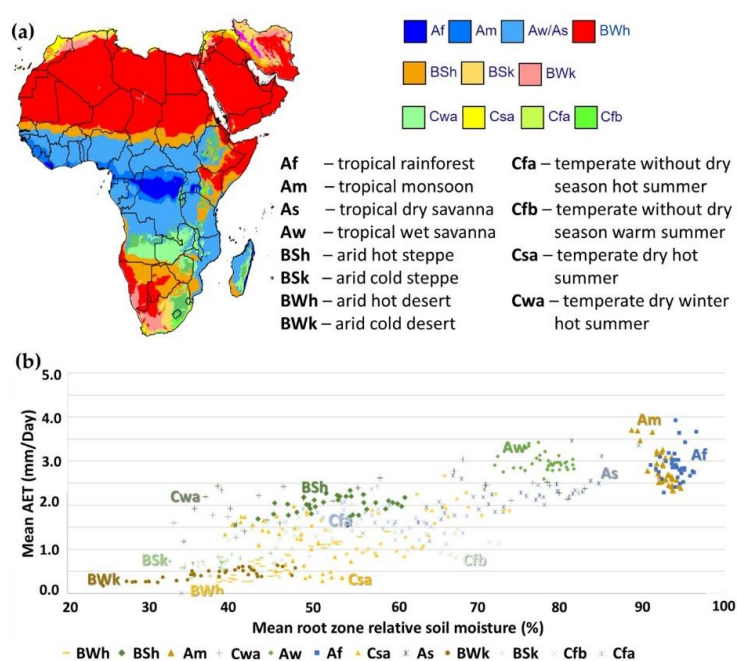 (a)
Af Am Aw/As BWh
BSh BSk BWk
Cwa Csa Cfa Cfb
Af – tropical rainforest
Am – tropical monsoon
As – tropical dry savanna
Aw – tropical wet savanna
BSh – arid hot steppe
BSk – arid cold steppe
BWh – arid hot desert
BWk – arid cold desert
Cfa – temperate without dry
season hot summer
Cfb – temperate without dry
season warm summer
Csa – temperate dry hot
summer
Cwa – temperate dry winter
hot summer
(b)
Mean AET (mm/Day)
5.0
4.0
3.0
2.0
1.0
0.0
Am
Aw
Af
As
BSh
Cwa
Cfa
BSk
Cfb
BWk
Csa
BWh
20 30 40 50 60 70 80 90 100
Mean root zone relative soil moisture (%)
BWh BSh Am Cwa Aw Af Csa As BWk BSk Cfb Cfa